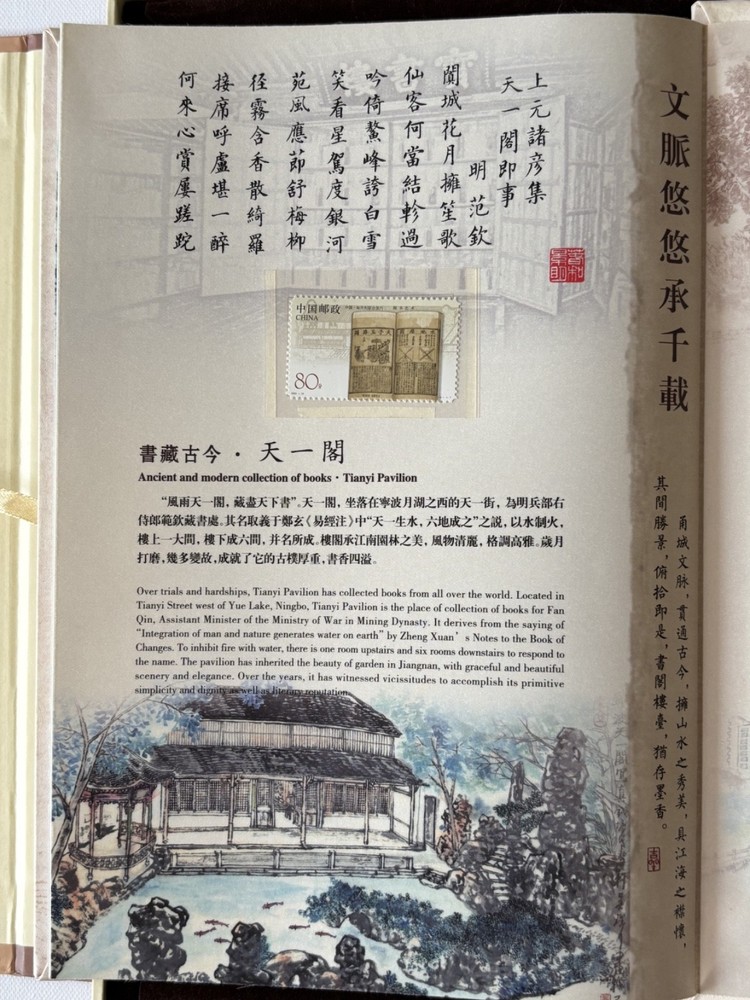 文脈悠悠承千載
甬城文脉，貫通古今，擁山水之秀美，具江海之襟懷，
其間勝景，俯拾即是，書閣樓臺，猶存墨香。
上元諸彥集
天一閣即事
明 范欽
闤城花月擁笙歌
仙客何當結軫過
吟倚鰲峰誇白雪
笑看星駕度銀河
苑風應節舒梅柳
徑霧含香散綺羅
接席呼盧堪一醉
何來心賞屢蹉跎
中国邮政
CHINA
80分
書藏古今·天一閣
Ancient and modern collection of books · Tianyi Pavilion
“風雨天一閣，藏盡天下書”。天一閣，坐落在寧波月湖之西的天一街，為明兵部右
侍郎範欽藏書處。其名取義于鄭玄《易經注》中“天一生水，六地成之”之説，以水制火，
樓上一大間，樓下成六間，并名所成。樓閣承江南園林之美，風物清麗，格調高雅。歲月
打磨，幾多變故，成就了它的古樸厚重，書香四溢。
Over trials and hardships, Tianyi Pavilion has collected books from all over the world. Located in
Tianyi Street west of Yue Lake, Ningbo, Tianyi Pavilion is the place of collection of books for Fan
Qin, Assistant Minister of the Ministry of War in Ming Dynasty. It derives from the saying of
“Integration of man and nature generates water on earth” by Zheng Xuan’s Notes to the Book of
Changes. To inhibit fire with water, there is one room upstairs and six rooms downstairs to respond to
the name. The pavilion has inherited the beauty of garden in Jiangnan, with graceful and beautiful
scenery and elegance. Over the years, it has witnessed vicissitudes to accomplish its primitive
simplicity and dignity as well as literary reputation.